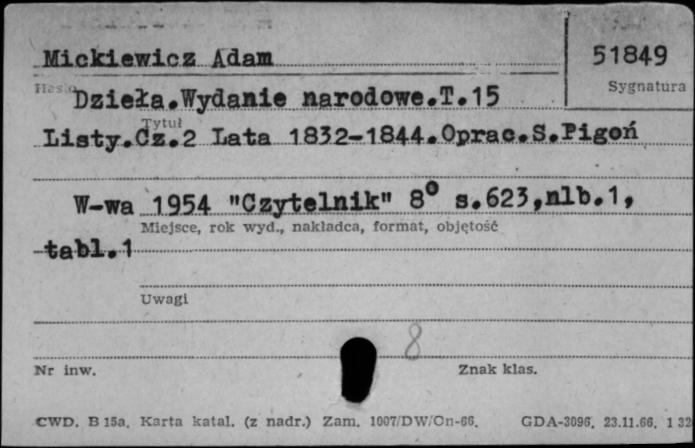 Mickiewicz Adam 51849
Hasło Sygnatura
Dzieła.Wydanie narodowe.T.15
Tytuł
Listy.Cz.2 Lata 1832-1844.Oprac.S.Pigoń
W-wa 1954 "Czytelnik" 8° s.623,nlb.1,
Miejsce, rok wyd., nakładca, format, objętość
tabl.1
Uwagi
8
Nr inw. Znak klas.
CWD. B 15a. Karta katal. (z nadr.) Zam. 1007/DW/On-66. GDA-3096. 23.11.66. 1 32